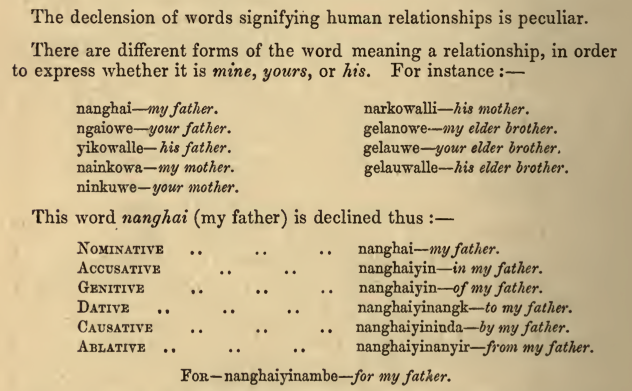 The declension of words signifying human relationships is peculiar.
There are different forms of the word meaning a relationship, in order
to express whether it is mine, yours, or his. For instance :—
nanghai—my father.
ngaiowe—your father.
yikowalle—his father.
nainkowa—my mother.
ninkuwe—your mother.
narkowalli—his mother.
gelanowe—my elder brother.
gelauwe—your elder brother.
gelauwalle—his elder brother.
This word nanghai (my father) is declined thus :—
NOMINATIVE .. .. .. nanghai—my father.
ACCUSATIVE .. .. nanghaiyin—in my father.
GENITIVE .. .. .. nanghaiyin—of my father.
DATIVE .. .. .. nanghaiyinangk—to my father.
CAUSATIVE .. .. .. nanghaiyininda—by my father.
ABLATIVE .. .. .. nanghaiyinanyir—from my father.
FOR—nanghaiyinambe—for my father.